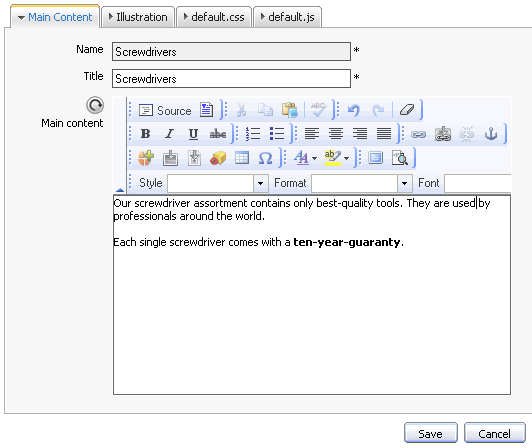 Main Content Illustration default.css default.js
Name Screwdrivers *
Title Screwdrivers *
Main content
Source
B I U abc
Style Format Font
Our screwdriver assortment contains only best-quality tools. They are used by
professionals around the world.
Each single screwdriver comes with a ten-year-guaranty.
Save Cancel